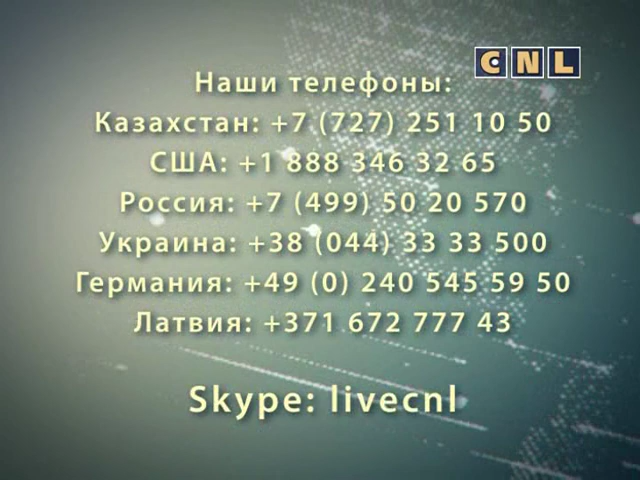 CNL
Наши телефоны:
Казахстан: +7 (727) 251 10 50
США: +1 888 346 32 65
Россия: +7 (499) 50 20 570
Украина: +38 (044) 33 33 500
Германия: +49 (0) 240 545 59 50
Латвия: +371 672 777 43
Skype: livecnl